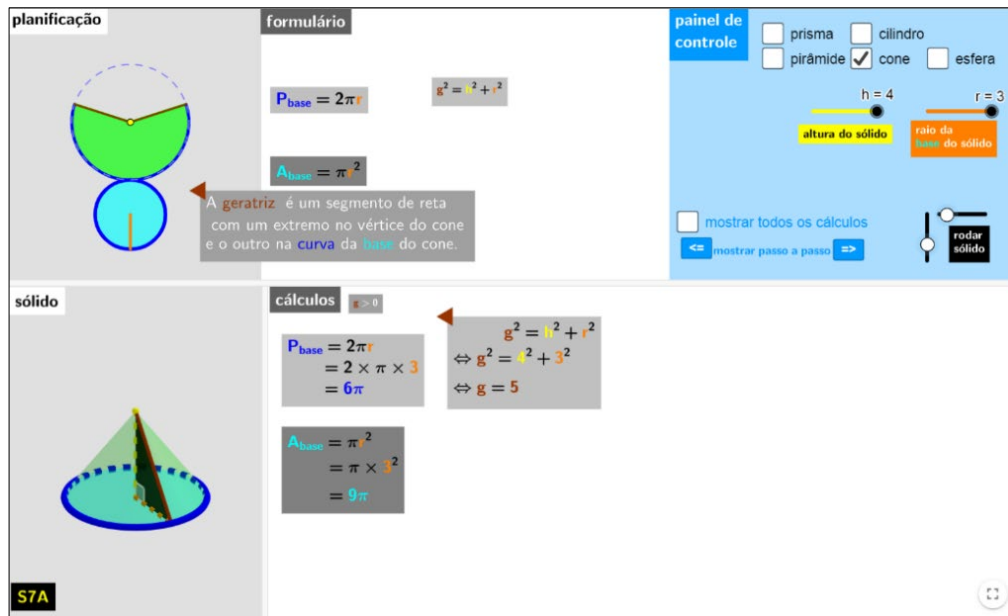 planificação
formulário
P_base = 2πr
g² = h² + r²
A_base = πr²
A geratriz é um segmento de reta
com um extremo no vértice do cone
e o outro na curva da base do cone.
painel de
controle
prisma
cilindro
pirâmide
cone
esfera
h = 4
r = 3
altura do sólido
raio da
base do sólido
mostrar todos os cálculos
<= mostrar passo a passo =>
rodar
sólido
sólido
S7A
cálculos
g > 0
P_base = 2πr
= 2 × π × 3
= 6π
g² = h² + r²
⇔ g² = 4² + 3²
⇔ g = 5
A_base = πr²
= π × 3²
= 9π